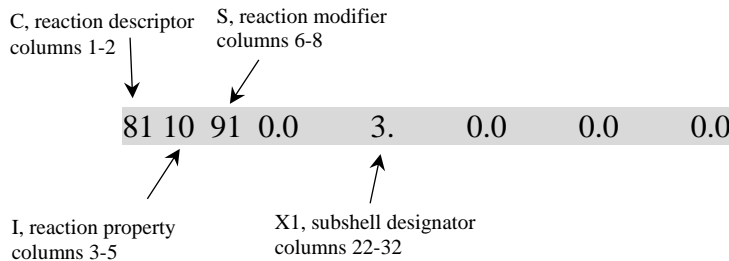 C, reaction descriptor
columns 1-2
S, reaction modifier
columns 6-8
81 10 91 0.0 3. 0.0 0.0 0.0
I, reaction property
columns 3-5
X1, subshell designator
columns 22-32